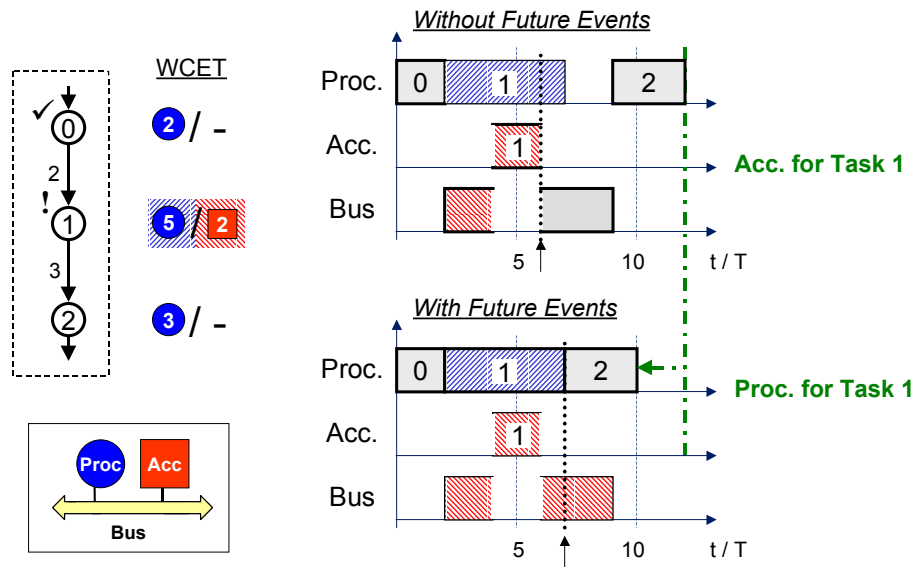 Without Future Events
WCET
Proc.
0
1
2
✓
0
2 / -
Acc.
1
Acc. for Task 1
2
!
1
5 / 2
Bus
5
10
t / T
3
2
3 / -
With Future Events
Proc.
0
1
2
Proc. for Task 1
Acc.
1
Proc
Acc
Bus
Bus
5
10
t / T